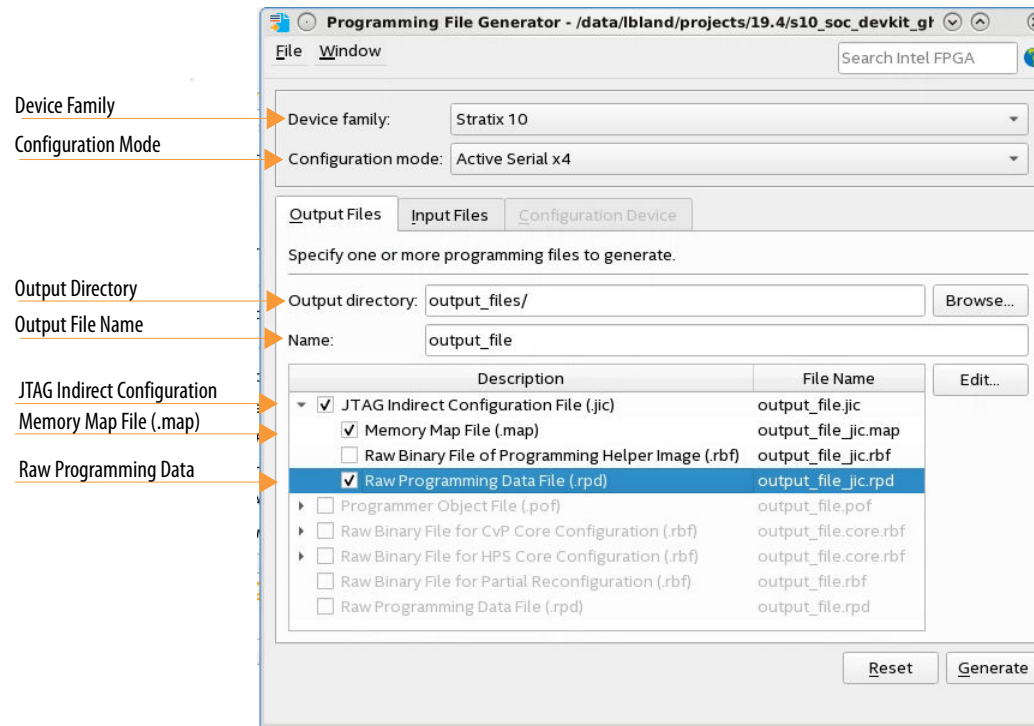 Programming File Generator - /data/lbland/projects/19.4/s10_soc_devkit_gh
File Window
Search Intel FPGA
Device Family
Device family: Stratix 10
Configuration Mode
Configuration mode: Active Serial x4
Output Files Input Files Configuration Device
Specify one or more programming files to generate.
Output Directory
Output directory: output_files/ Browse...
Output File Name
Name: output_file
Description File Name Edit...
JTAG Indirect Configuration
JTAG Indirect Configuration File (.jic) output_file.jic
Memory Map File (.map)
Memory Map File (.map) output_file_jic.map
Raw Binary File of Programming Helper Image (.rbf) output_file_jic.rbf
Raw Programming Data
Raw Programming Data File (.rpd) output_file_jic.rpd
Programmer Object File (.pof) output_file.pof
Raw Binary File for CvP Core Configuration (.rbf) output_file.core.rbf
Raw Binary File for HPS Core Configuration (.rbf) output_file.core.rbf
Raw Binary File for Partial Reconfiguration (.rbf) output_file.rbf
Raw Programming Data File (.rpd) output_file.rpd
Reset Generate